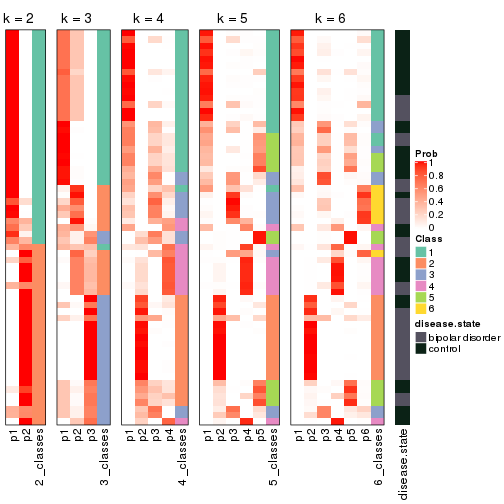 k = 2
k = 3
k = 4
k = 5
k = 6
Prob
1
0.8
0.6
0.4
0.2
0
Class
1
2
3
4
5
6
disease.state
bipolar disorder
control
p1
p2
2_classes
p1
p2
p3
3_classes
p1
p2
p3
p4
4_classes
p1
p2
p3
p4
p5
5_classes
p1
p2
p3
p4
p5
p6
6_classes
disease.state